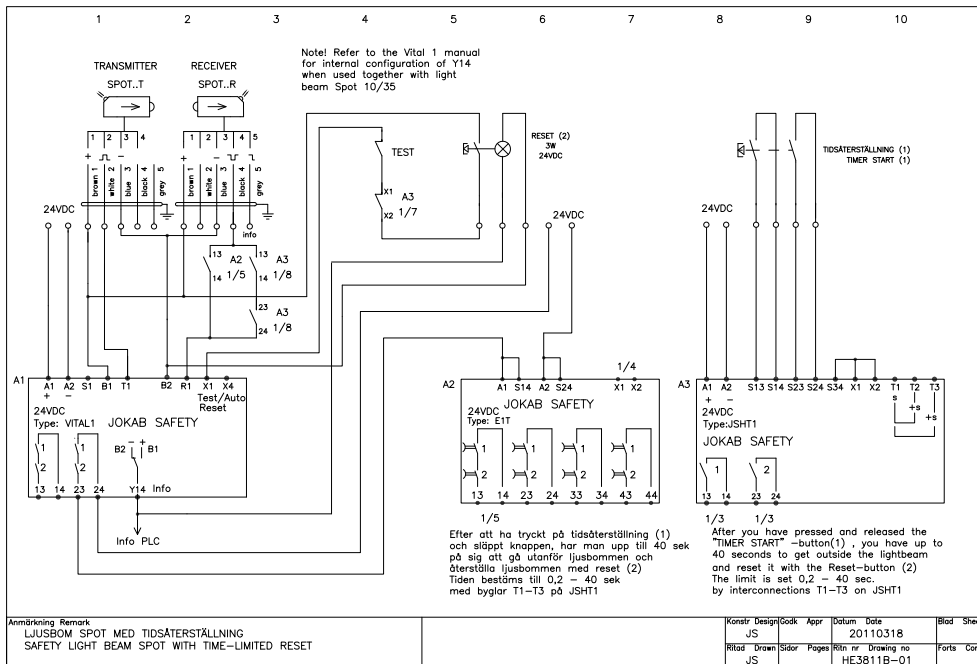 1 2 3 4 5 6 7 8 9 10
Note! Refer to the Vital 1 manual
for internal configuration of Y14
when used together with light
beam Spot 10/35
TRANSMITTER
SPOT..T
RECEIVER
SPOT..R
1 2 3 4
1 2 3 4 5
+ −
+ −
brown 1
white 2
blue 3
black 4
grey 5
brown 1
white 2
blue 3
black 4
grey 5
24VDC
info
13
14
A2
1/5
13
14
A3
1/8
23
24
A3
1/8
TEST
X1
X2
A3
1/7
RESET (2)
3W
24VDC
24VDC
TIDSÅTERSTÄLLNING (1)
TIMER START (1)
24VDC
A1
A1 A2 S1 B1 T1 B2 R1 X1 X4
+ −
Test/Auto
Reset
24VDC
Type: VITAL1
JOKAB SAFETY
1
2
1
2
− +
B2 B1
13 14 23 24 Y14 Info
Info PLC
1/4
A2
A1 S14 A2 S24 X1 X2
24VDC
Type: E1T
JOKAB SAFETY
1
2
1
2
1
2
1
2
13 14 23 24 33 34 43 44
1/5
A3
A1 A2 S13 S14 S23 S24 S34 X1 X2 T1 T2 T3
+ −
s +s +s
24VDC
Type:JSHT1
JOKAB SAFETY
1 2
13 14 23 24
1/3 1/3
Efter att ha tryckt på tidsåterställning (1)
och släppt knappen, har man upp till 40 sek
på sig att gå utanför ljusbommen och
återställa ljusbommen med reset (2)
Tiden bestäms till 0,2 − 40 sek
med byglar T1−T3 på JSHT1
After you have pressed and released the
"TIMER START" −button(1) , you have up to
40 seconds to get outside the lightbeam
and reset it with the Reset−button (2)
The limit is set 0,2 − 40 sec.
by interconnections T1−T3 on JSHT1
Anmärkning Remark
LJUSBOM SPOT MED TIDSÅTERSTÄLLNING
SAFETY LIGHT BEAM SPOT WITH TIME−LIMITED RESET
Konstr Design Godk Appr Datum Date Blad
JS 20110318
Ritad Drawn Sidor Pages Ritn nr Drawing no Forts
JS HE3811B−01